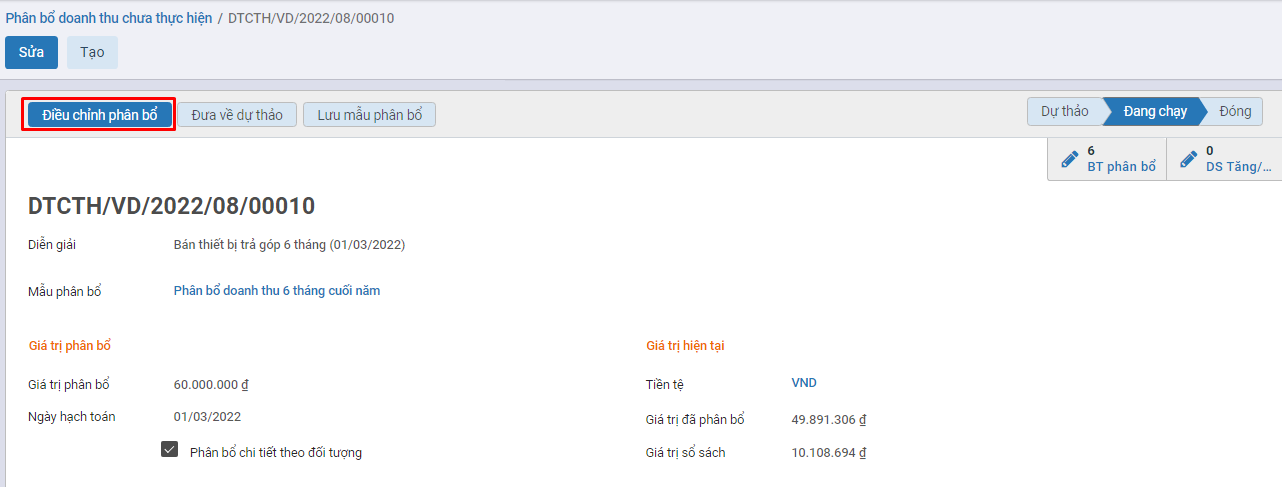 Phân bổ doanh thu chưa thực hiện / DTCTH/VD/2022/08/00010
Sửa Tạo
Điều chỉnh phân bổ Đưa về dự thảo Lưu mẫu phân bổ Dự thảo Đang chạy Đóng
6 0
BT phân bổ DS Tăng/...
DTCTH/VD/2022/08/00010
Diễn giải Bán thiết bị trả góp 6 tháng (01/03/2022)
Mẫu phân bổ Phân bổ doanh thu 6 tháng cuối năm
Giá trị phân bổ Giá trị hiện tại
Giá trị phân bổ 60.000.000 ₫ Tiền tệ VND
Ngày hạch toán 01/03/2022 Giá trị đã phân bổ 49.891.306 ₫
Phân bổ chi tiết theo đối tượng Giá trị sổ sách 10.108.694 ₫